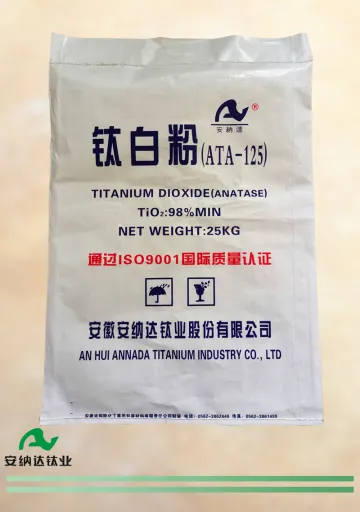 安纳达
®
钛白粉(ATA-125)
TITANIUM DIOXIDE(ANATASE)
TiO₂:98%MIN
NET WEIGHT:25KG
通过ISO9001国际质量认证
安徽安纳达钛业股份有限公司
AN HUI ANNADA TITANIUM INDUSTRY CO., LTD
安纳达钛业